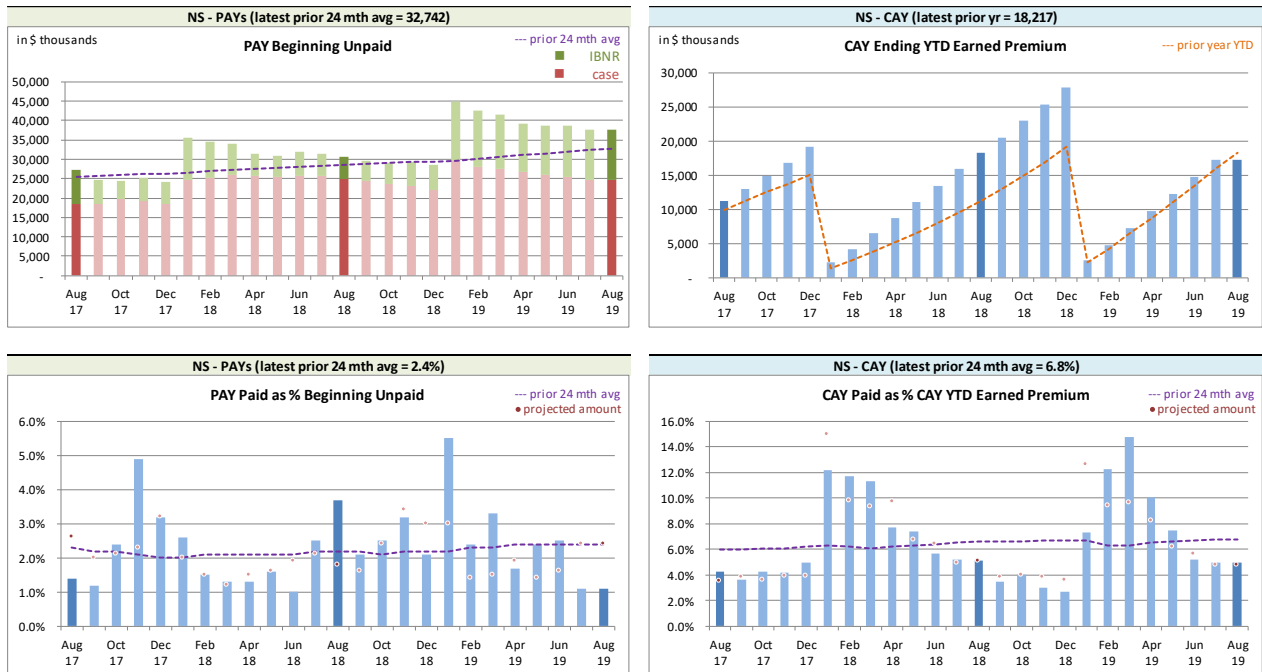 NS - PAYs (latest prior 24 mth avg = 32,742)
in $ thousands
PAY Beginning Unpaid
--- prior 24 mth avg
IBNR
case
50,000
45,000
40,000
35,000
30,000
25,000
20,000
15,000
10,000
5,000
-
Aug Oct Dec Feb Apr Jun Aug Oct Dec Feb Apr Jun Aug
17 17 17 18 18 18 18 18 18 19 19 19 19
NS - CAY (latest prior yr = 18,217)
in $ thousands
CAY Ending YTD Earned Premium
--- prior year YTD
30,000
25,000
20,000
15,000
10,000
5,000
-
Aug Oct Dec Feb Apr Jun Aug Oct Dec Feb Apr Jun Aug
17 17 17 18 18 18 18 18 18 19 19 19 19
NS - PAYs (latest prior 24 mth avg = 2.4%)
PAY Paid as % Beginning Unpaid
--- prior 24 mth avg
projected amount
6.0%
5.0%
4.0%
3.0%
2.0%
1.0%
0.0%
Aug Oct Dec Feb Apr Jun Aug Oct Dec Feb Apr Jun Aug
17 17 17 18 18 18 18 18 18 19 19 19 19
NS - CAY (latest prior 24 mth avg = 6.8%)
CAY Paid as % CAY YTD Earned Premium
--- prior 24 mth avg
projected amount
16.0%
14.0%
12.0%
10.0%
8.0%
6.0%
4.0%
2.0%
0.0%
Aug Oct Dec Feb Apr Jun Aug Oct Dec Feb Apr Jun Aug
17 17 17 18 18 18 18 18 18 19 19 19 19